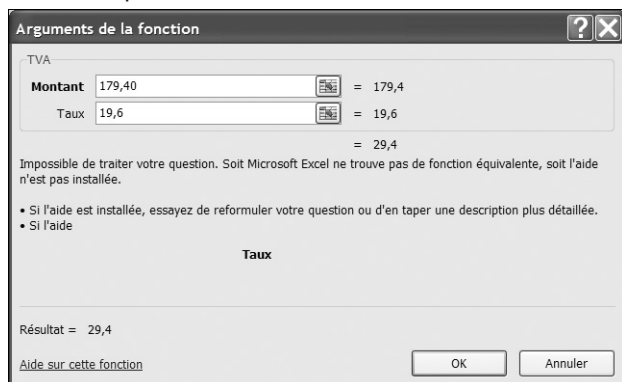 Arguments de la fonction
TVA
Montant 179,40 = 179,4
Taux 19,6 = 19,6
= 29,4
Impossible de traiter votre question. Soit Microsoft Excel ne trouve pas de fonction équivalente, soit l'aide
n'est pas installée.
• Si l'aide est installée, essayez de reformuler votre question ou d'en taper une description plus détaillée.
• Si l'aide
Taux
Résultat = 29,4
Aide sur cette fonction OK Annuler